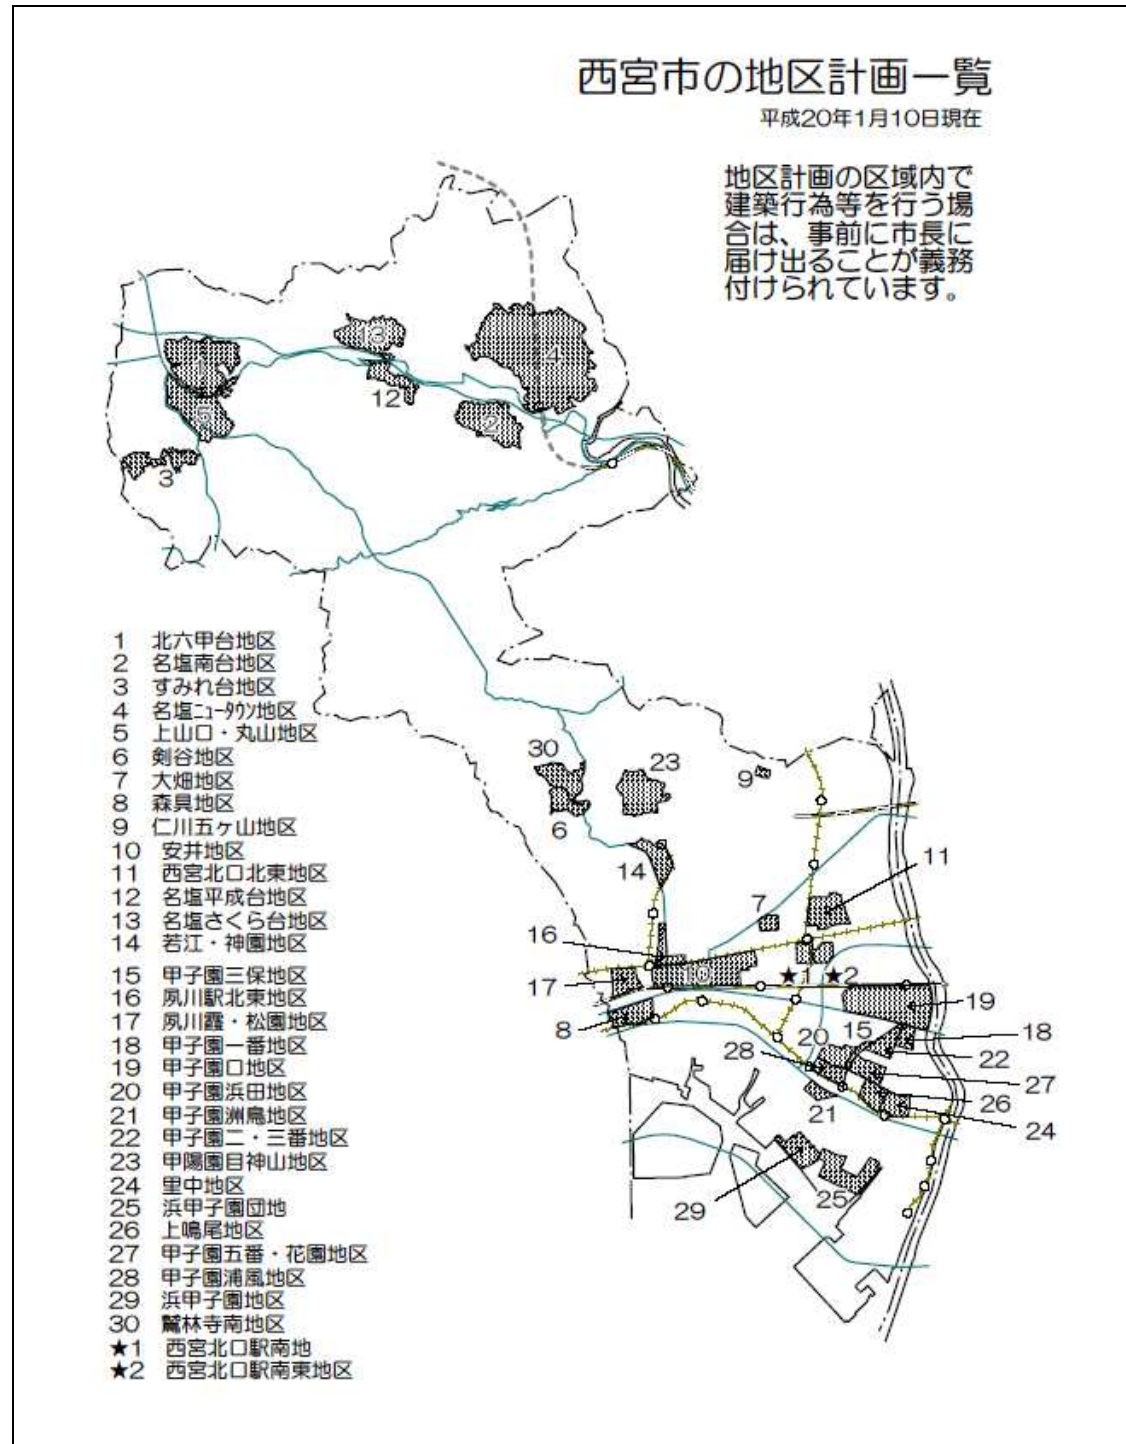 西宮市の地区計画一覧
平成20年1月10日現在
地区計画の区域内で
建築行為等を行う場
合は、事前に市長に
届け出ることが義務
付けられています。
13
4
1
12
5
2
3
30
23
9
6
14
11
7
16
10
★1
★2
17
19
8
15
18
20
22
28
27
21
26
24
25
29
1 北六甲台地区
2 名塩南台地区
3 すみれ台地区
4 名塩ニュータウン地区
5 上山口・丸山地区
6 剣谷地区
7 大畑地区
8 森具地区
9 仁川五ヶ山地区
10 安井地区
11 西宮北口北東地区
12 名塩平成台地区
13 名塩さくら台地区
14 若江・神園地区
15 甲子園三保地区
16 夙川駅北東地区
17 夙川霞・松園地区
18 甲子園一番地区
19 甲子園口地区
20 甲子園浜田地区
21 甲子園洲鳥地区
22 甲子園二・三番地区
23 甲陽園目神山地区
24 里中地区
25 浜甲子園団地
26 上鳴尾地区
27 甲子園五番・花園地区
28 甲子園浦風地区
29 浜甲子園地区
30 鷲林寺南地区
★1 西宮北口駅南地
★2 西宮北口駅南東地区